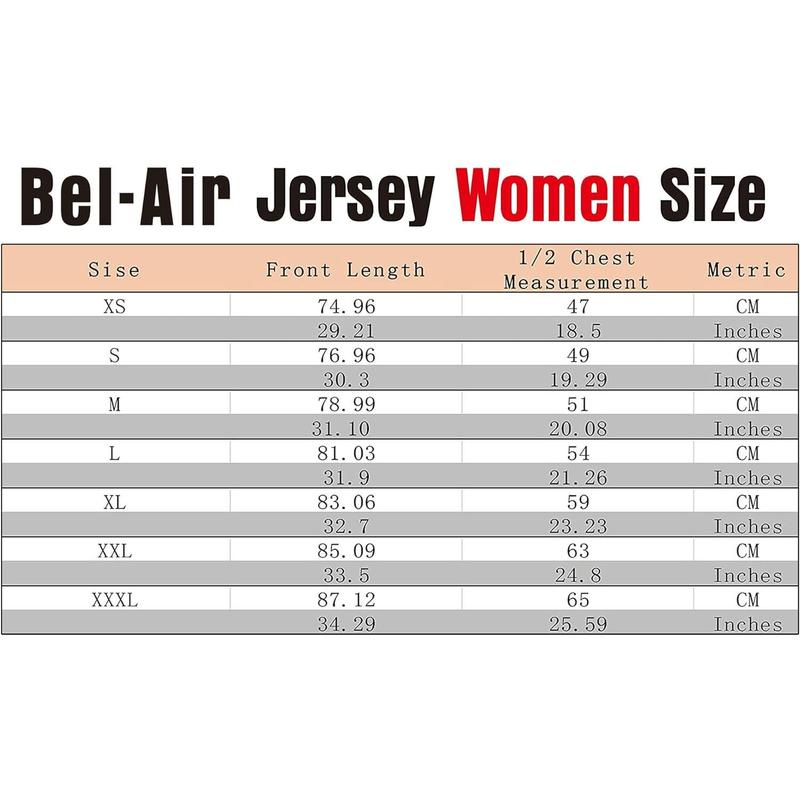 Bel-Air Jersey Women Size
Sise Front Length 1/2 Chest Measurement Metric
XS 74.96 47 CM
29.21 18.5 Inches
S 76.96 49 CM
30.3 19.29 Inches
M 78.99 51 CM
31.10 20.08 Inches
L 81.03 54 CM
31.9 21.26 Inches
XL 83.06 59 CM
32.7 23.23 Inches
XXL 85.09 63 CM
33.5 24.8 Inches
XXXL 87.12 65 CM
34.29 25.59 Inches